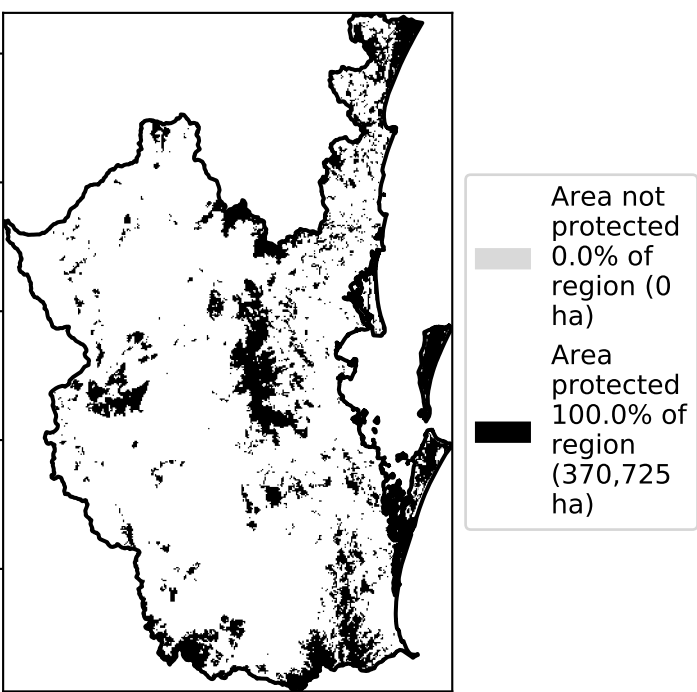 Area not
protected
0.0% of
region (0
ha)
Area
protected
100.0% of
region
(370,725
ha)